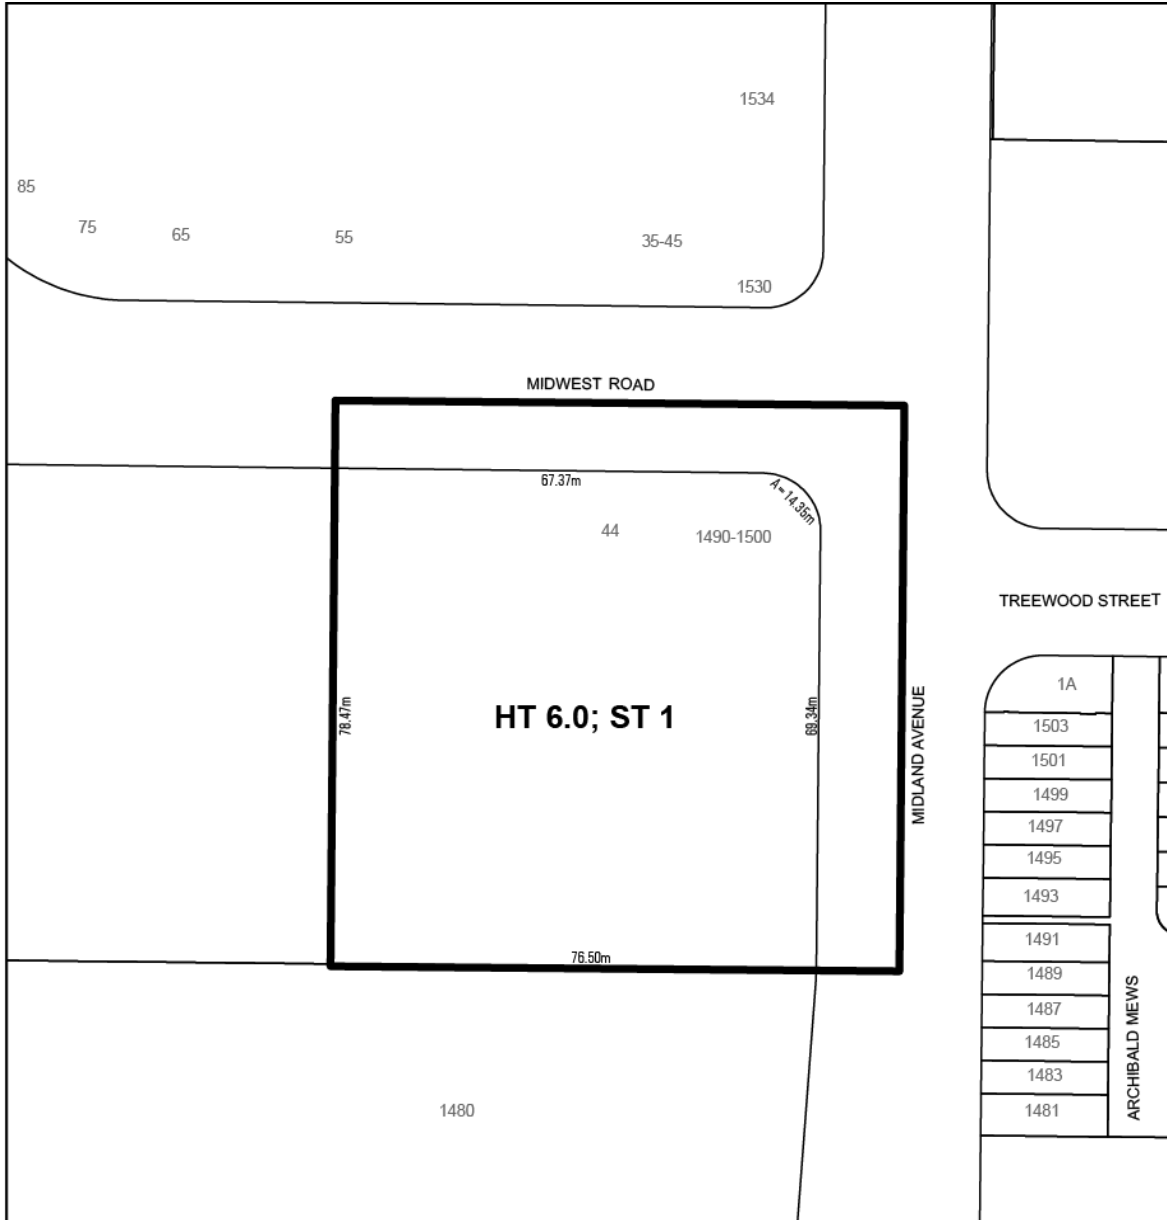 1534
85
75
65
55
35-45
1530
MIDWEST ROAD
67.37m
A = 14.35m
44
1490-1500
TREEWOOD STREET
1A
78.47m
HT 6.0; ST 1
69.34m
MIDLAND AVENUE
1503
1501
1499
1497
1495
1493
1491
76.50m
1489
1487
1485
1483
1481
ARCHIBALD MEWS
1480